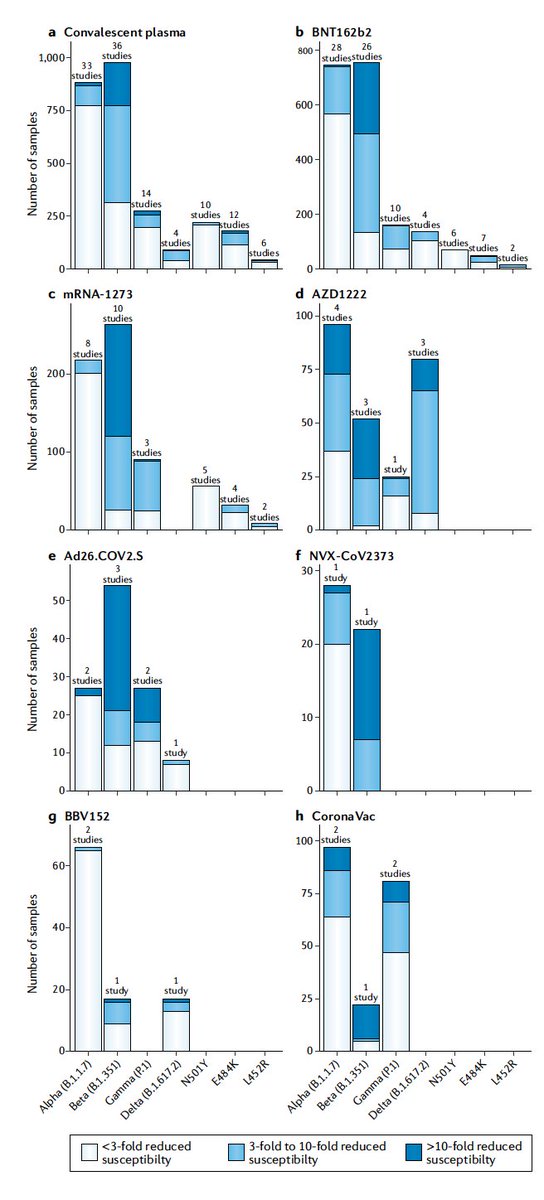 a Convalescent plasma
b BNT162b2
Number of samples
1,000
750
500
250
0
33 studies
36 studies
14 studies
4 studies
10 studies
12 studies
6 studies
800
600
400
200
0
28 studies
26 studies
10 studies
4 studies
6 studies
7 studies
2 studies
c mRNA-1273
d AZD1222
Number of samples
200
100
0
8 studies
10 studies
3 studies
5 studies
4 studies
2 studies
100
75
50
25
0
4 studies
3 studies
1 study
3 studies
e Ad26.COV2.S
f NVX-CoV2373
Number of samples
50
40
30
20
10
0
2 studies
3 studies
2 studies
1 study
30
20
10
0
1 study
1 study
g BBV152
h CoronaVac
Number of samples
60
40
20
0
2 studies
1 study
1 study
100
75
50
25
0
2 studies
1 study
2 studies
Alpha (B.1.1.7)
Beta (B.1.351)
Gamma (P.1)
Delta (B.1.617.2)
N501Y
E484K
L452R
Alpha (B.1.1.7)
Beta (B.1.351)
Gamma (P.1)
Delta (B.1.617.2)
N501Y
E484K
L452R
<3-fold reduced susceptibilty
3-fold to 10-fold reduced susceptibilty
>10-fold reduced susceptibilty